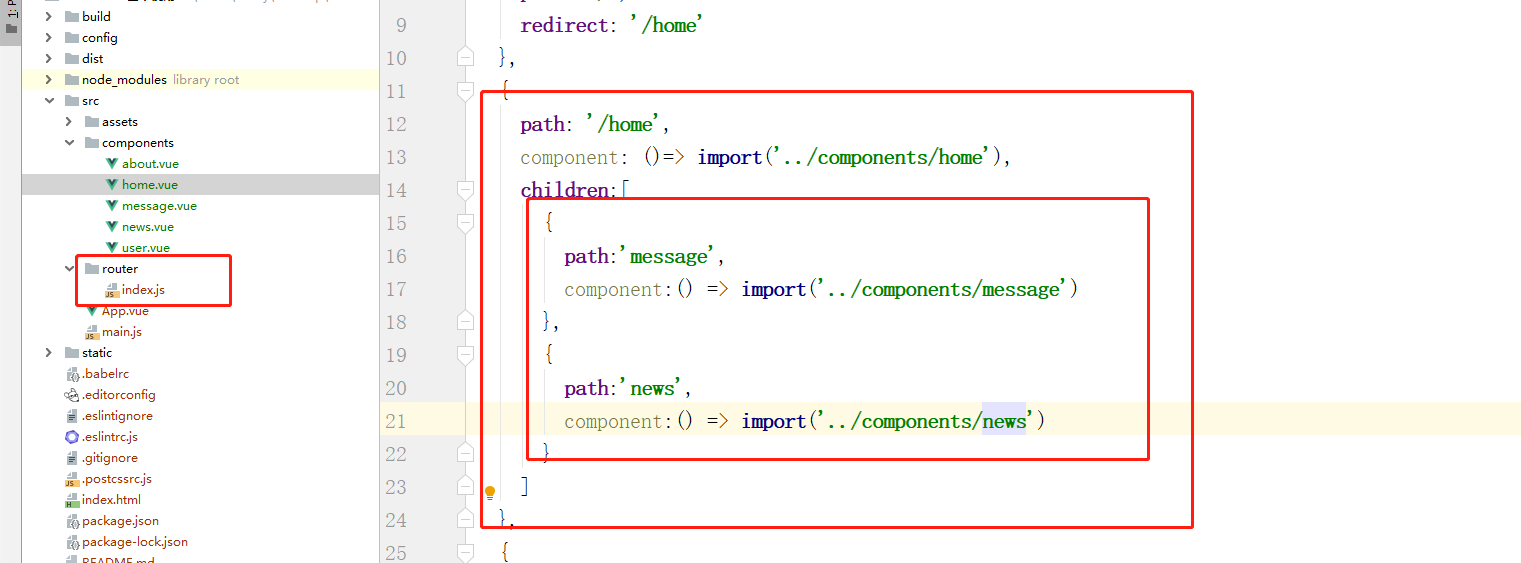 build
config
dist
node_modules library root
src
assets
components
about.vue
home.vue
message.vue
news.vue
user.vue
router
index.js
App.vue
main.js
static
.babelrc
.editorconfig
.eslintignore
.eslintrc.js
.gitignore
.postcssrc.js
index.html
package.json
package-lock.json
README.md
9 redirect: '/home'
10 },
11 {
12 path: '/home',
13 component: ()=> import('../components/home'),
14 children:[
15 {
16 path:'message',
17 component:() => import('../components/message')
18 },
19 {
20 path:'news',
21 component:() => import('../components/news')
22 }
23 ]
24 },
25 {